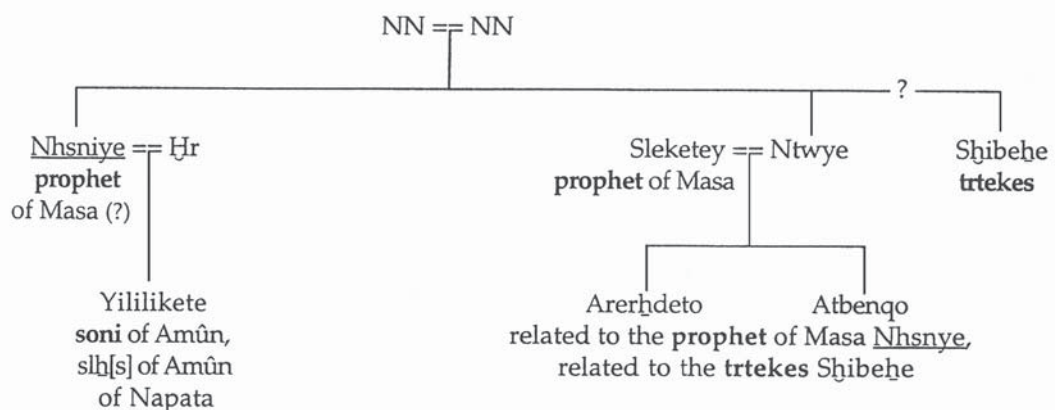 NN == NN
?
Nhsniye == Ḫr
Sleketey == Ntwye
Sḫibeḫe
prophet
prophet of Masa
trtekes
of Masa (?)
Yililikete
soni of Amûn,
slḫ[s] of Amûn
of Napata
Arerḫdeto
Atbenqo
related to the prophet of Masa Nhsnye,
related to the trtekes Sḫibeḫe